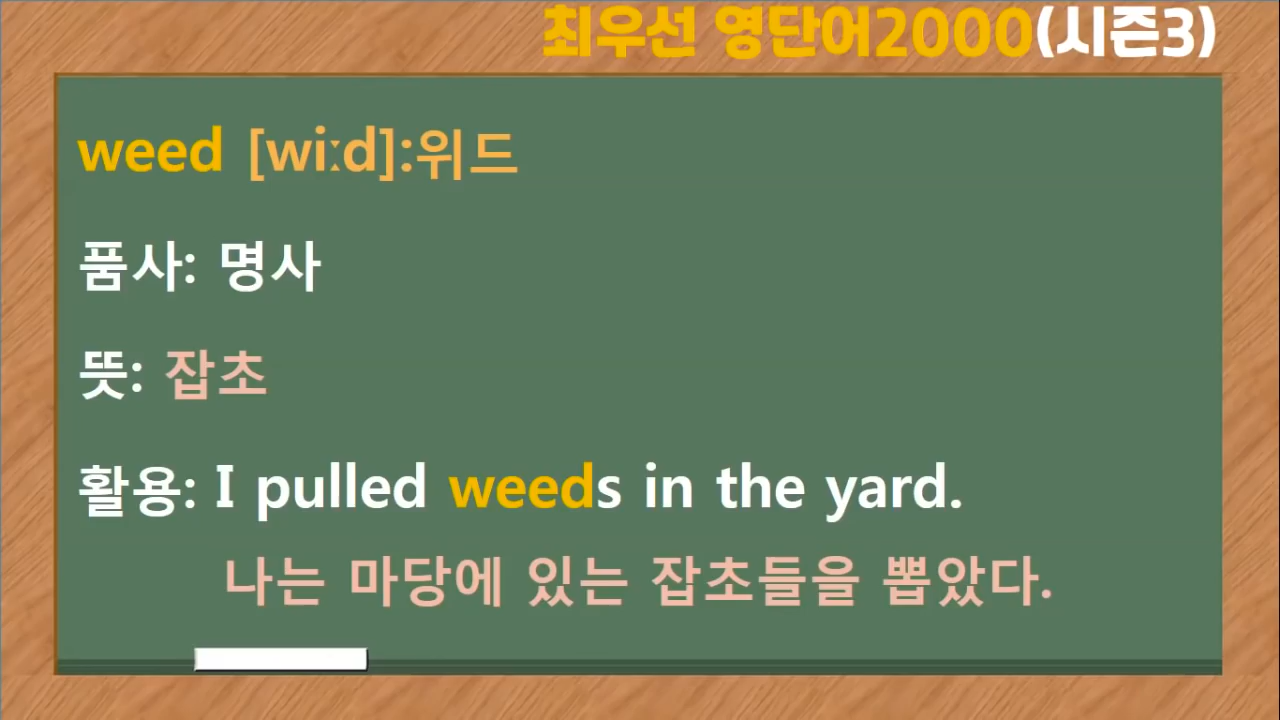 최우선 영단어2000(시즌3)
weed [wiːd]:위드
품사: 명사
뜻: 잡초
활용: I pulled weeds in the yard.
나는 마당에 있는 잡초들을 뽑았다.